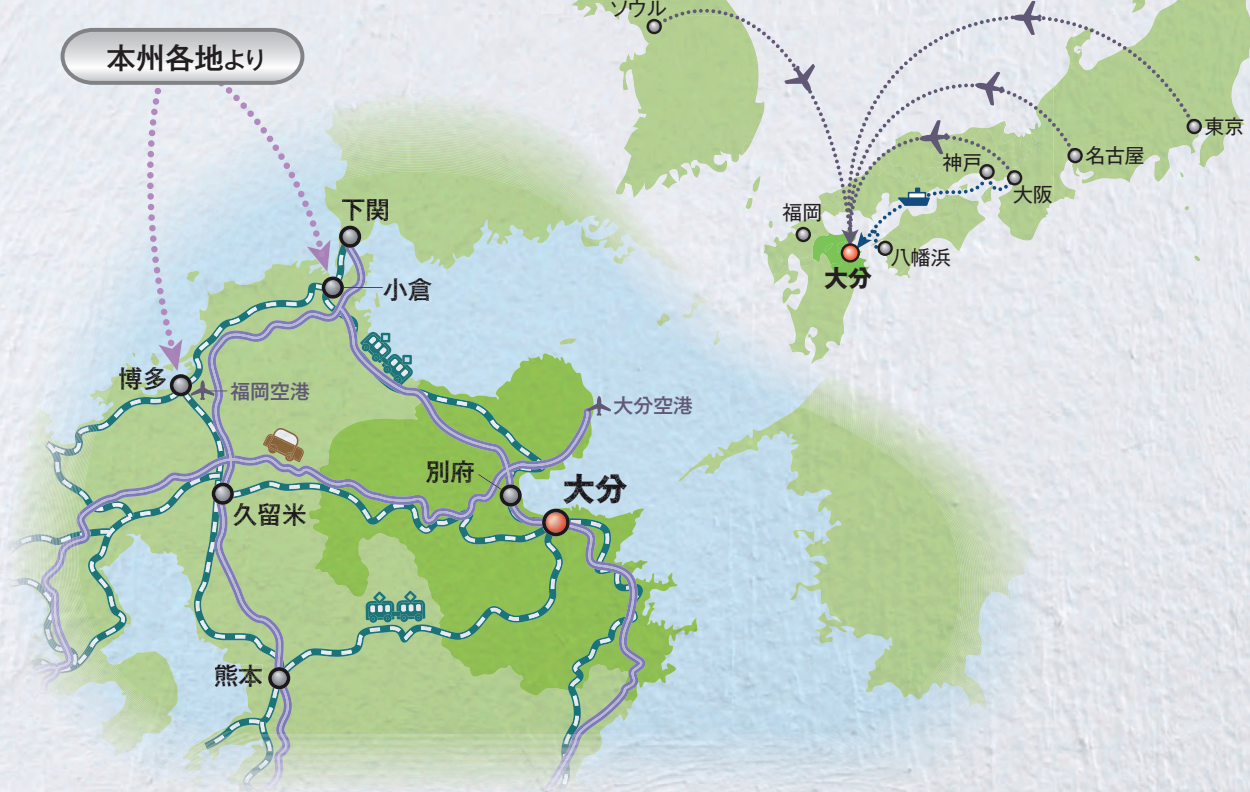 ソウル
本州各地より
東京
名古屋
神戸
大阪
福岡
八幡浜
大分
下関
小倉
博多
福岡空港
大分空港
別府
大分
久留米
熊本